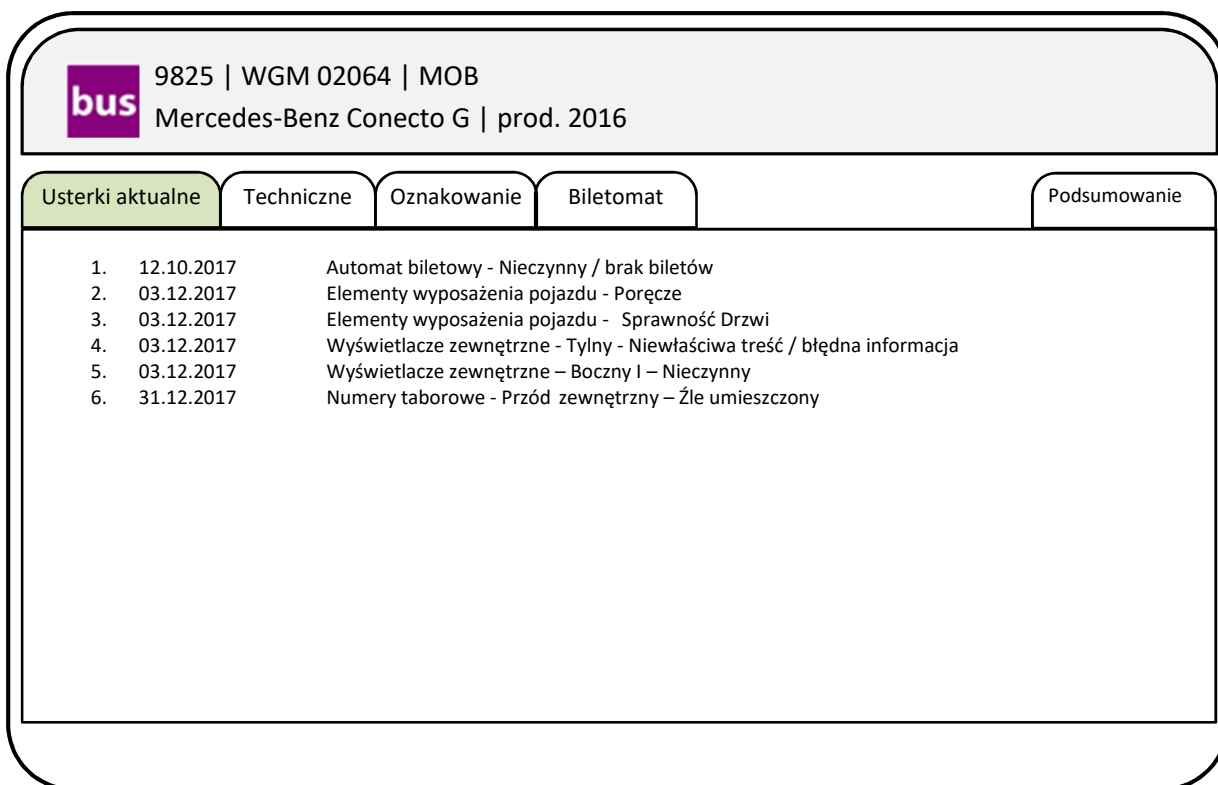 bus
9825 | WGM 02064 | MOB
Mercedes-Benz Conecto G | prod. 2016
Usterki aktualne Techniczne Oznakowanie Biletomat Podsumowanie
1. 12.10.2017 Automat biletowy - Nieczynny / brak biletów
2. 03.12.2017 Elementy wyposażenia pojazdu - Poręcze
3. 03.12.2017 Elementy wyposażenia pojazdu - Sprawność Drzwi
4. 03.12.2017 Wyświetlacze zewnętrzne - Tylny - Niewłaściwa treść / błędna informacja
5. 03.12.2017 Wyświetlacze zewnętrzne – Boczny I – Nieczynny
6. 31.12.2017 Numery taborowe - Przód zewnętrzny – Źle umieszczony